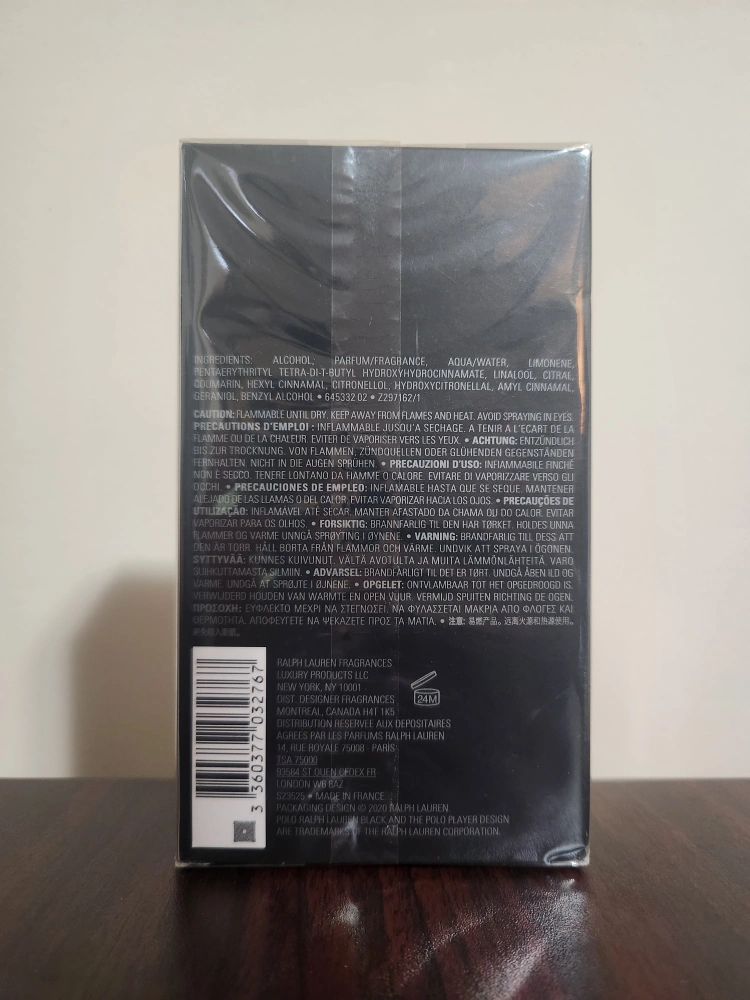 INGREDIENTS: ALCOHOL, PARFUM/FRAGRANCE, AQUA/WATER, LIMONENE,
PENTAERYTHRITYL TETRA-DI-T-BUTYL HYDROXYHYDROCINNAMATE, LINALOOL, CITRAL,
COUMARIN, HEXYL CINNAMAL, CITRONELLOL, HYDROXYCITRONELLAL, AMYL CINNAMAL,
GERANIOL, BENZYL ALCOHOL • 645332 02 • Z297162/1
CAUTION: FLAMMABLE UNTIL DRY. KEEP AWAY FROM FLAMES AND HEAT. AVOID SPRAYING IN EYES.
PRECAUTIONS D'EMPLOI : INFLAMMABLE JUSQU'A SECHAGE. A TENIR A L'ECART DE LA
FLAMME OU DE LA CHALEUR. EVITER DE VAPORISER VERS LES YEUX. • ACHTUNG: ENTZÜNDLICH
BIS ZUR TROCKNUNG. VON FLAMMEN, ZÜNDQUELLEN ODER GLÜHENDEN GEGENSTÄNDEN
FERNHALTEN. NICHT IN DIE AUGEN SPRÜHEN. • PRECAUZIONI D'USO: INFIAMMABILE FINCHÉ
NON È SECCO. TENERE LONTANO DA FIAMME O CALORE. EVITARE DI VAPORIZZARE VERSO GLI
OCCHI. • PRECAUCIONES DE EMPLEO: INFLAMABLE HASTA QUE SE SEQUE. MANTENER
ALEJADO DE LAS LLAMAS O DEL CALOR. EVITAR VAPORIZAR HACIA LOS OJOS. • PRECAUÇÕES DE
UTILIZAÇÃO: INFLAMÁVEL ATÉ SECAR. MANTER AFASTADO DA CHAMA OU DO CALOR. EVITAR
VAPORIZAR PARA OS OLHOS. • FORSIKTIG: BRANNFARLIG TIL DEN HAR TØRKET. HOLDES UNNA
FLAMMER OG VARME UNNGÅ SPRØYTING I ØYNENE. • VARNING: BRANDFARLIG TILL DESS ATT
DEN ÄR TORR. HÅLL BORTA FRÅN FLAMMOR OCH VÄRME. UNDVIK ATT SPRAYA I ÖGONEN.
SYTTYVÄÄ: KUNNES KUIVUNUT. VÄLTÄ AVOTULTA JA MUITA LÄMMÖNLÄHTEITÄ. VARO
SUIHKUTTAMASTA SILMIIN. • ADVARSEL: BRANDFARLIGT TIL DET ER TØRT. UNDGÅ ÅBEN ILD OG
VARME. UNDGÅ AT SPRØJTE I ØJNENE. • OPGELET: ONTVLAMBAAR TOT HET OPGEDROOGD IS.
VERWIJDERD HOUDEN VAN WARMTE EN OPEN VUUR. VERMIJD SPUITEN RICHTING DE OGEN.
ΠΡΟΣΟΧΗ: ΕΥΦΛΕΚΤΟ ΜΕΧΡΙ ΝΑ ΣΤΕΓΝΩΣΕΙ. ΝΑ ΦΥΛΑΣΣΕΤΑΙ ΜΑΚΡΙΑ ΑΠΟ ΦΛΟΓΕΣ ΚΑΙ
ΘΕΡΜΟΤΗΤΑ. ΑΠΟΦΕΥΓΕΤΕ ΝΑ ΨΕΚΑΖΕΤΕ ΠΡΟΣ ΤΑ ΜΑΤΙΑ. • 注意: 易燃产品。远离火源和热源使用。
避免喷入眼部。
3 360377 032767
RALPH LAUREN FRAGRANCES
LUXURY PRODUCTS LLC
NEW YORK, NY 10001
DIST. DESIGNER FRAGRANCES
MONTREAL, CANADA H4T 1K5
DISTRIBUTION RESERVEE AUX DEPOSITAIRES
AGREES PAR LES PARFUMS RALPH LAUREN
14, RUE ROYALE 75008 - PARIS
TSA 75000
93584 ST OUEN CEDEX FR
LONDON W6 8AZ
S23525 • MADE IN FRANCE
PACKAGING DESIGN © 2020 RALPH LAUREN.
POLO RALPH LAUREN BLACK AND THE POLO PLAYER DESIGN
ARE TRADEMARKS OF THE RALPH LAUREN CORPORATION.
24M